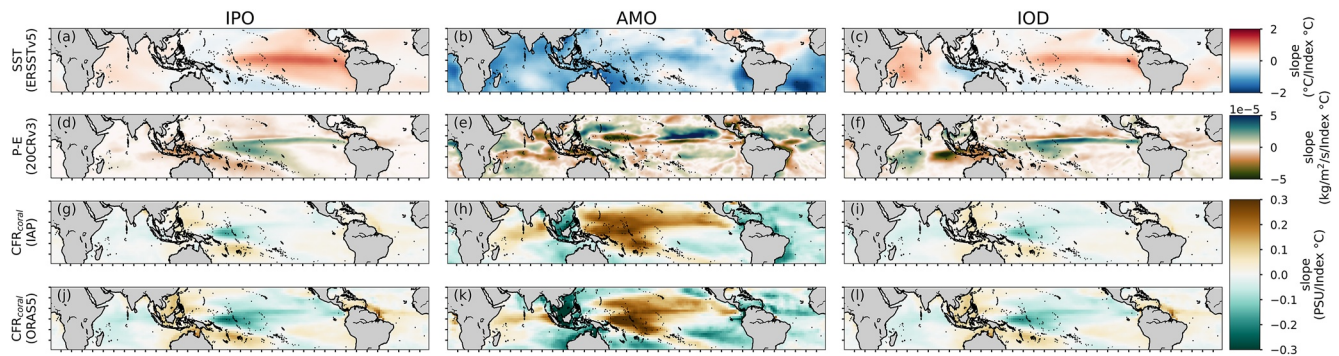 IPO AMO IOD
SST
(ERSSTv5)
(a) (b) (c)
2
0
−2
slope
(°C/Index °C)
P-E
(20CRv3)
(d) (e) (f)
1e−5
5
0
−5
slope
(kg/m²/s/Index °C)
CFRcoral
(IAP)
(g) (h) (i)
CFRcoral
(ORAS5)
(j) (k) (l)
0.3
0.2
0.1
0.0
−0.1
−0.2
−0.3
slope
(PSU/Index °C)